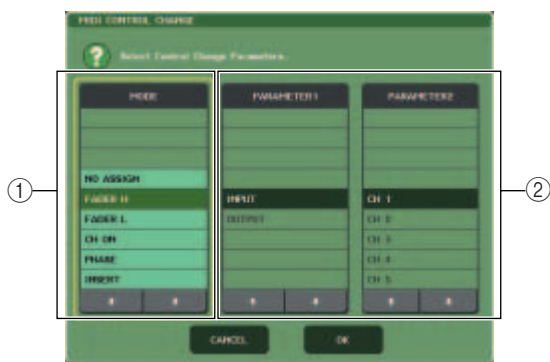 MIDI CONTROL CHANGE
Select Control Change Parameters.
MODE
PARAMETER1
PARAMETER2
NO ASSIGN
FADER H
INPUT
CH 1
FADER L
OUTPUT
CH 2
CH ON
CH 3
PHASE
CH 4
INSERT
CH 5
CANCEL
OK
1
2